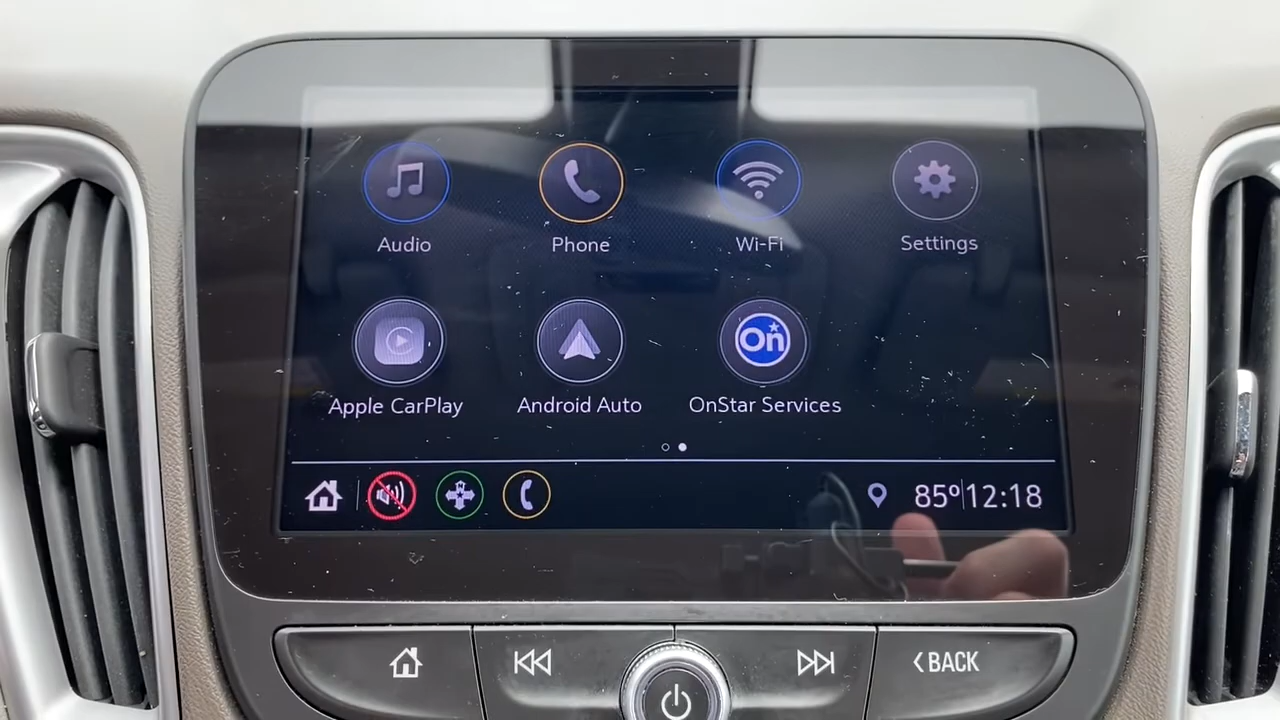 Audio Phone Wi-Fi Settings
On
Apple CarPlay Android Auto OnStar Services
85° 12:18
BACK